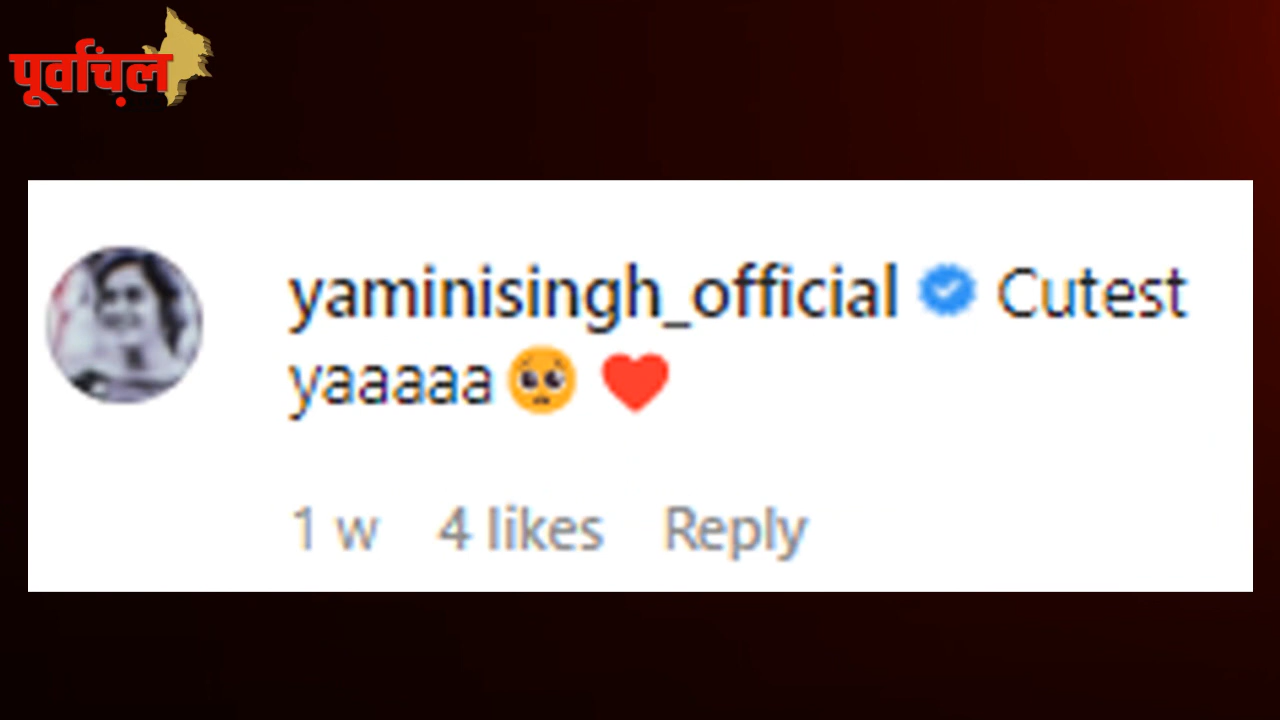 पूर्वांचल
yaminisingh_official Cutest
yaaaaa🥺 ♥
1 w 4 likes Reply